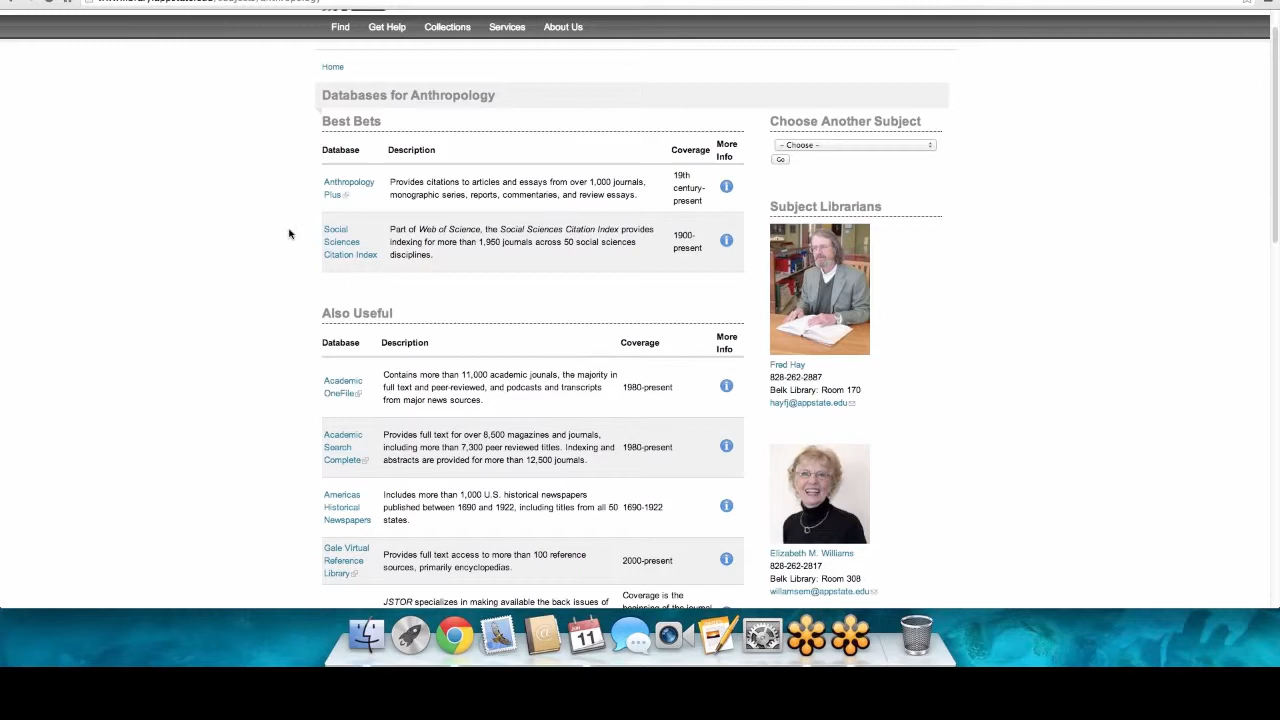 Find Get Help Collections Services About Us
Home
Databases for Anthropology
Best Bets
Database Description Coverage More Info
Anthropology Plus Provides citations to articles and essays from over 1,000 journals, monographic series, reports, commentaries, and review essays. 19th century-present
Social Sciences Citation Index Part of Web of Science, the Social Sciences Citation Index provides indexing for more than 1,950 journals across 50 social sciences disciplines. 1900-present
Also Useful
Database Description Coverage More Info
Academic OneFile Contains more than 11,000 academic jounals, the majority in full text and peer-reviewed, and podcasts and transcripts from major news sources. 1980-present
Academic Search Complete Provides full text for over 8,500 magazines and journals, including more than 7,300 peer reviewed titles. Indexing and abstracts are provided for more than 12,500 journals. 1980-present
Americas Historical Newspapers Includes more than 1,000 U.S. historical newspapers published between 1690 and 1922, including titles from all 50 states. 1690-1922
Gale Virtual Reference Library Provides full text access to more than 100 reference sources, primarily encyclopedias. 2000-present
JSTOR specializes in making available the back issues of Coverage is the beginning of the journal
Choose Another Subject
- Choose -
Go
Subject Librarians
Fred Hay
828-262-2887
Belk Library: Room 170
hayfj@appstate.edu
Elizabeth M. Williams
828-262-2817
Belk Library: Room 308
willamsem@appstate.edu
11